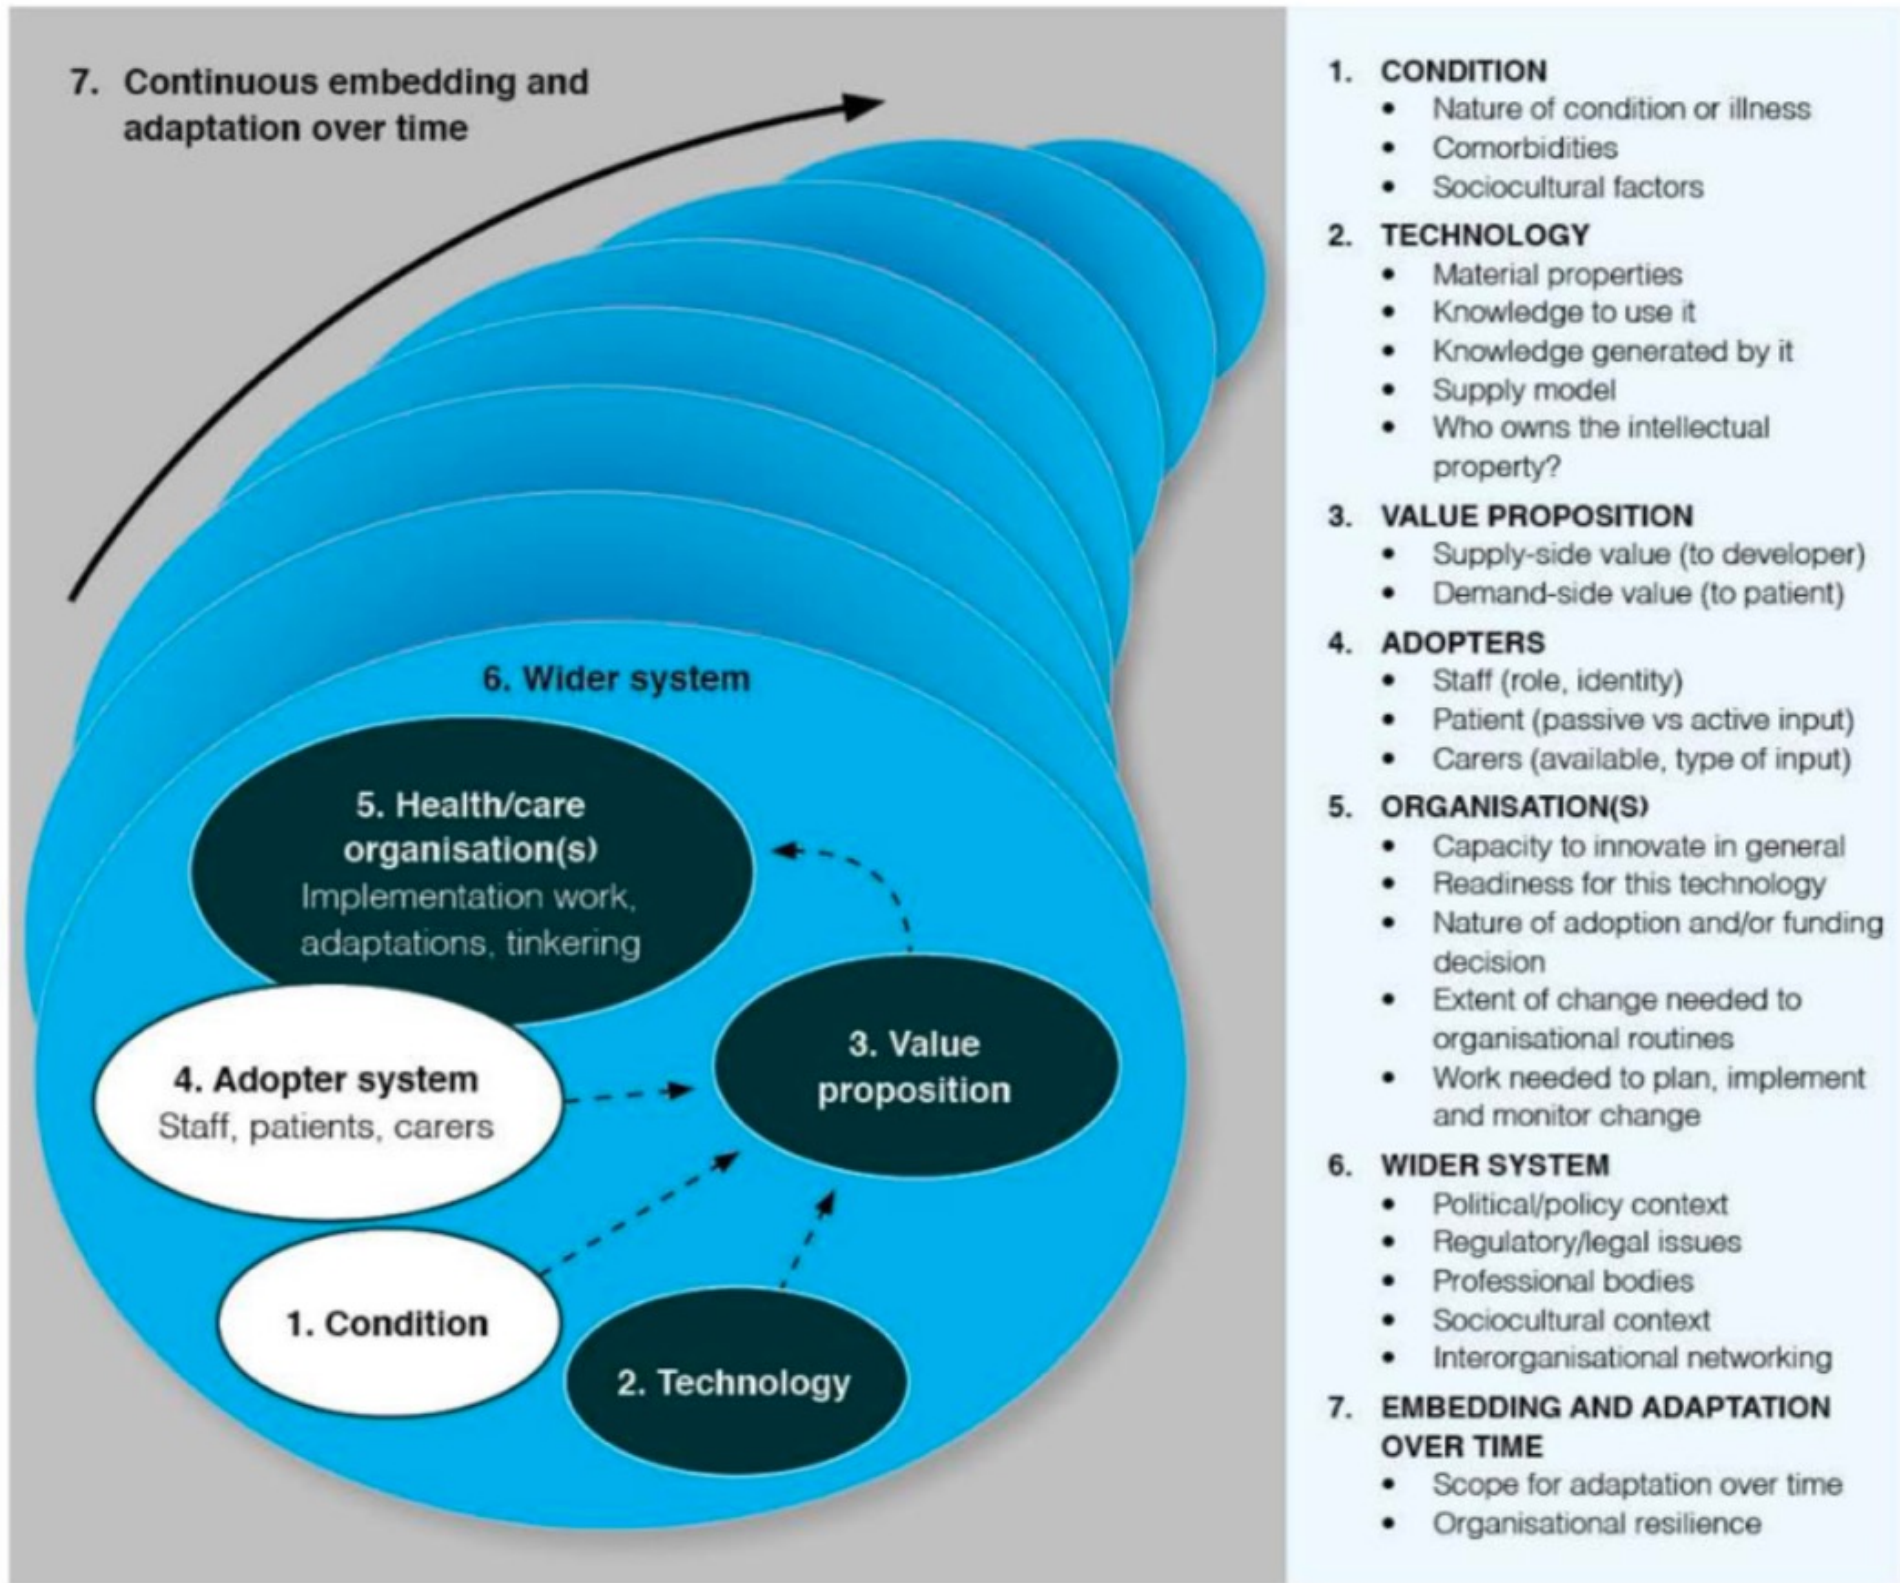 7. Continuous embedding and
adaptation over time
6. Wider system
5. Health/care
organisation(s)
Implementation work,
adaptations, tinkering
4. Adopter system
Staff, patients, carers
3. Value
proposition
1. Condition
2. Technology
1. CONDITION
• Nature of condition or illness
• Comorbidities
• Sociocultural factors
2. TECHNOLOGY
• Material properties
• Knowledge to use it
• Knowledge generated by it
• Supply model
• Who owns the intellectual
property?
3. VALUE PROPOSITION
• Supply-side value (to developer)
• Demand-side value (to patient)
4. ADOPTERS
• Staff (role, identity)
• Patient (passive vs active input)
• Carers (available, type of input)
5. ORGANISATION(S)
• Capacity to innovate in general
• Readiness for this technology
• Nature of adoption and/or funding
decision
• Extent of change needed to
organisational routines
• Work needed to plan, implement
and monitor change
6. WIDER SYSTEM
• Political/policy context
• Regulatory/legal issues
• Professional bodies
• Sociocultural context
• Interorganisational networking
7. EMBEDDING AND ADAPTATION
OVER TIME
• Scope for adaptation over time
• Organisational resilience